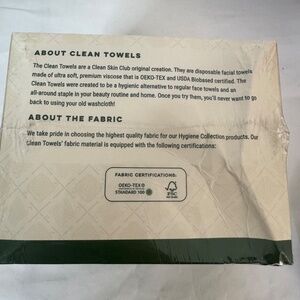 ABOUT CLEAN TOWELS
The Clean Towels are a Clean Skin Club original creation. They are disposable facial towels
made of ultra soft, premium viscose that is OEKO-TEX and USDA Biobased certified. The
Clean Towels were created to be a hygienic alternative to regular face towels and an
all-around staple in your beauty routine and home. Once you try them, you'll never want to go
back to using your old washcloth!
ABOUT THE FABRIC
We take pride in choosing the highest quality fabric for our Hygiene Collection products. Our
Clean Towels' fabric material is equipped with the following certifications:
FABRIC CERTIFICATIONS:
OEKO-TEX®
STANDARD 100
FSC